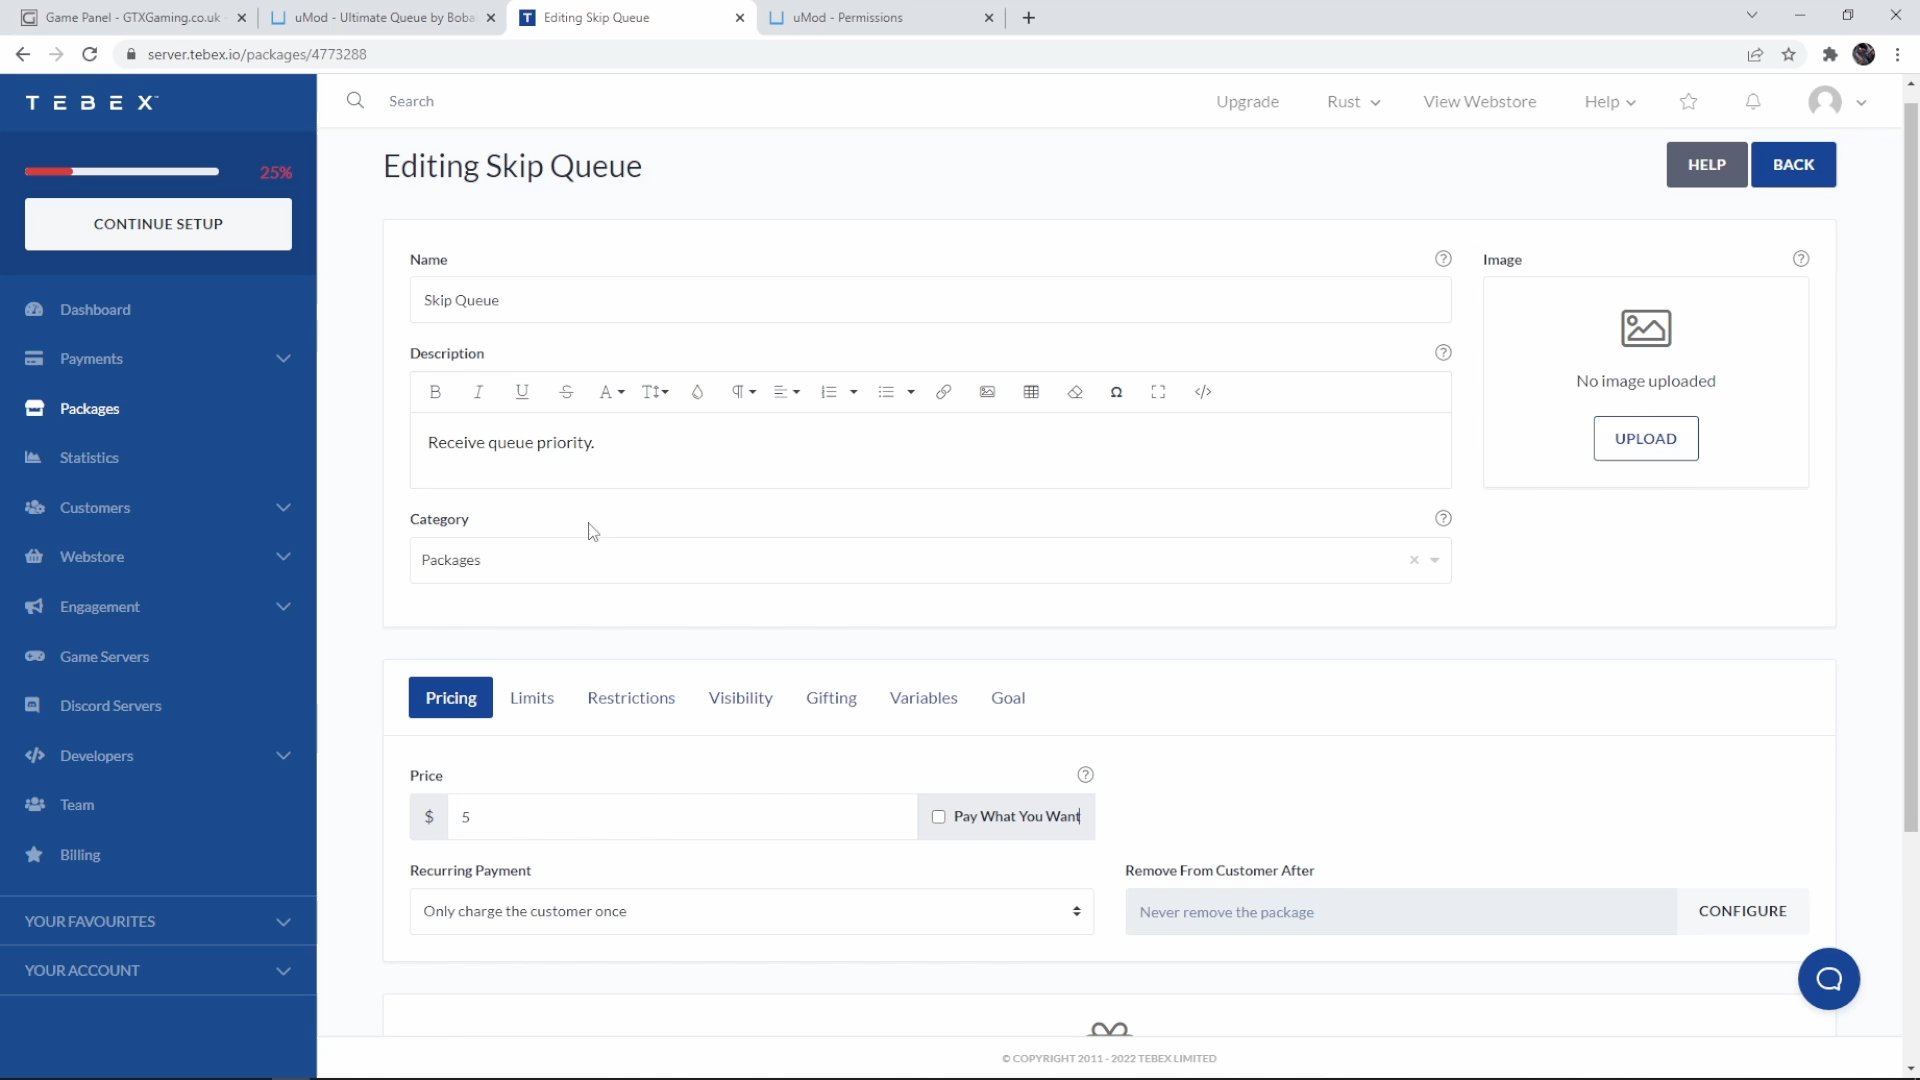 Game Panel - GTXGaming.co.uk
uMod - Ultimate Queue by Boba
Editing Skip Queue
uMod - Permissions
server.tebex.io/packages/4773288
TEBEX™
Search
Upgrade
Rust
View Webstore
Help
25%
CONTINUE SETUP
Dashboard
Payments
Packages
Statistics
Customers
Webstore
Engagement
Game Servers
Discord Servers
Developers
Team
Billing
YOUR FAVOURITES
YOUR ACCOUNT
Editing Skip Queue
HELP
BACK
Name
Skip Queue
Image
No image uploaded
UPLOAD
Description
Receive queue priority.
Category
Packages
Pricing
Limits
Restrictions
Visibility
Gifting
Variables
Goal
Price
$
5
Pay What You Want
Recurring Payment
Only charge the customer once
Remove From Customer After
Never remove the package
CONFIGURE
© COPYRIGHT 2011 - 2022 TEBEX LIMITED